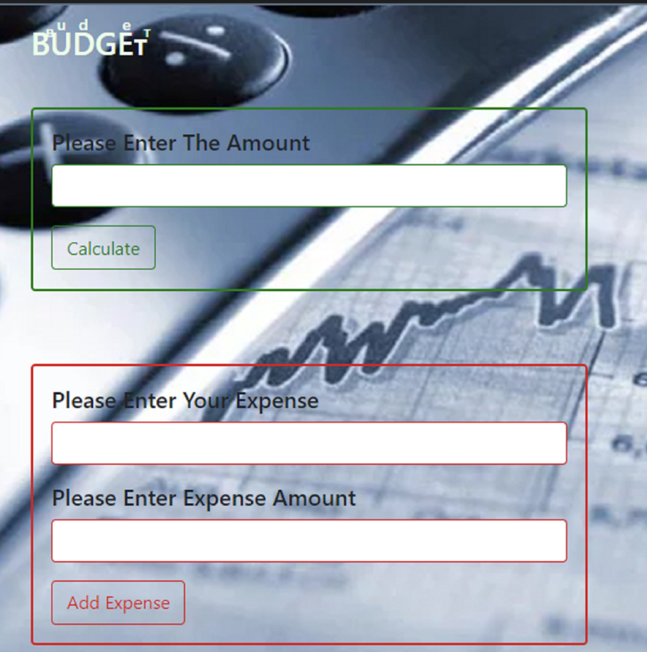 BUDGET
Please Enter The Amount
Calculate
Please Enter Your Expense
Please Enter Expense Amount
Add Expense